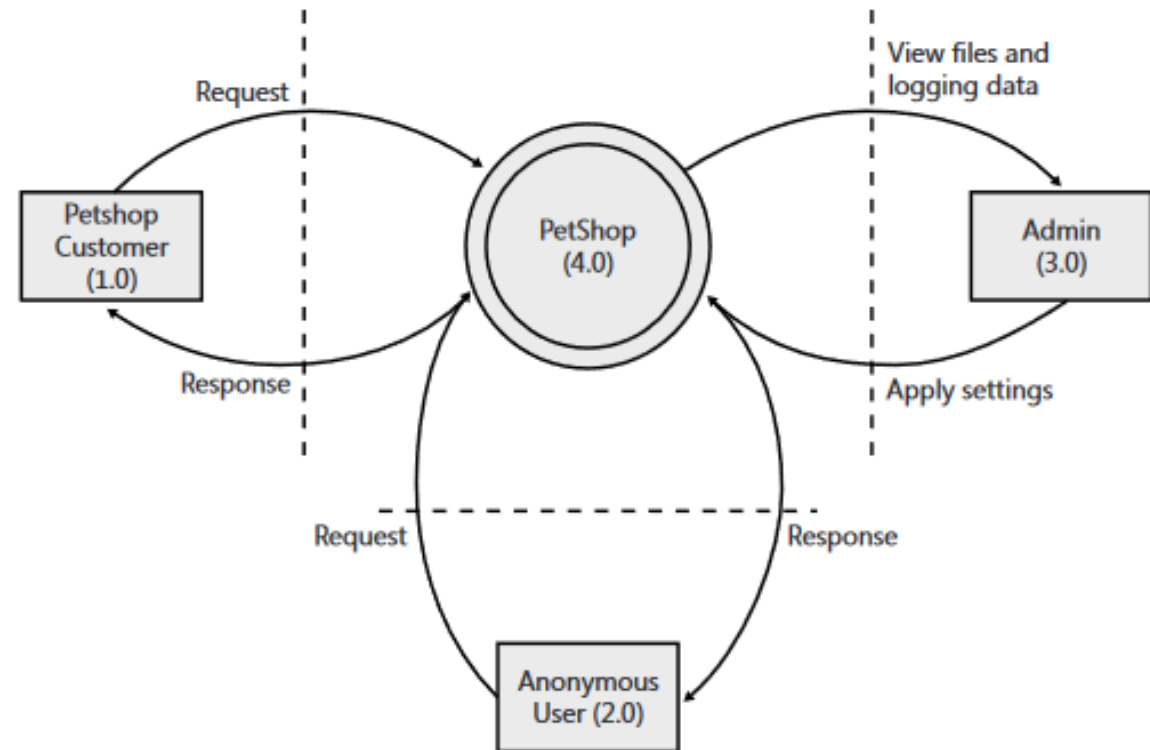 View files and
logging data
Request
Petshop
Customer
(1.0)
PetShop
(4.0)
Admin
(3.0)
Response
Apply settings
Request
Response
Anonymous
User (2.0)